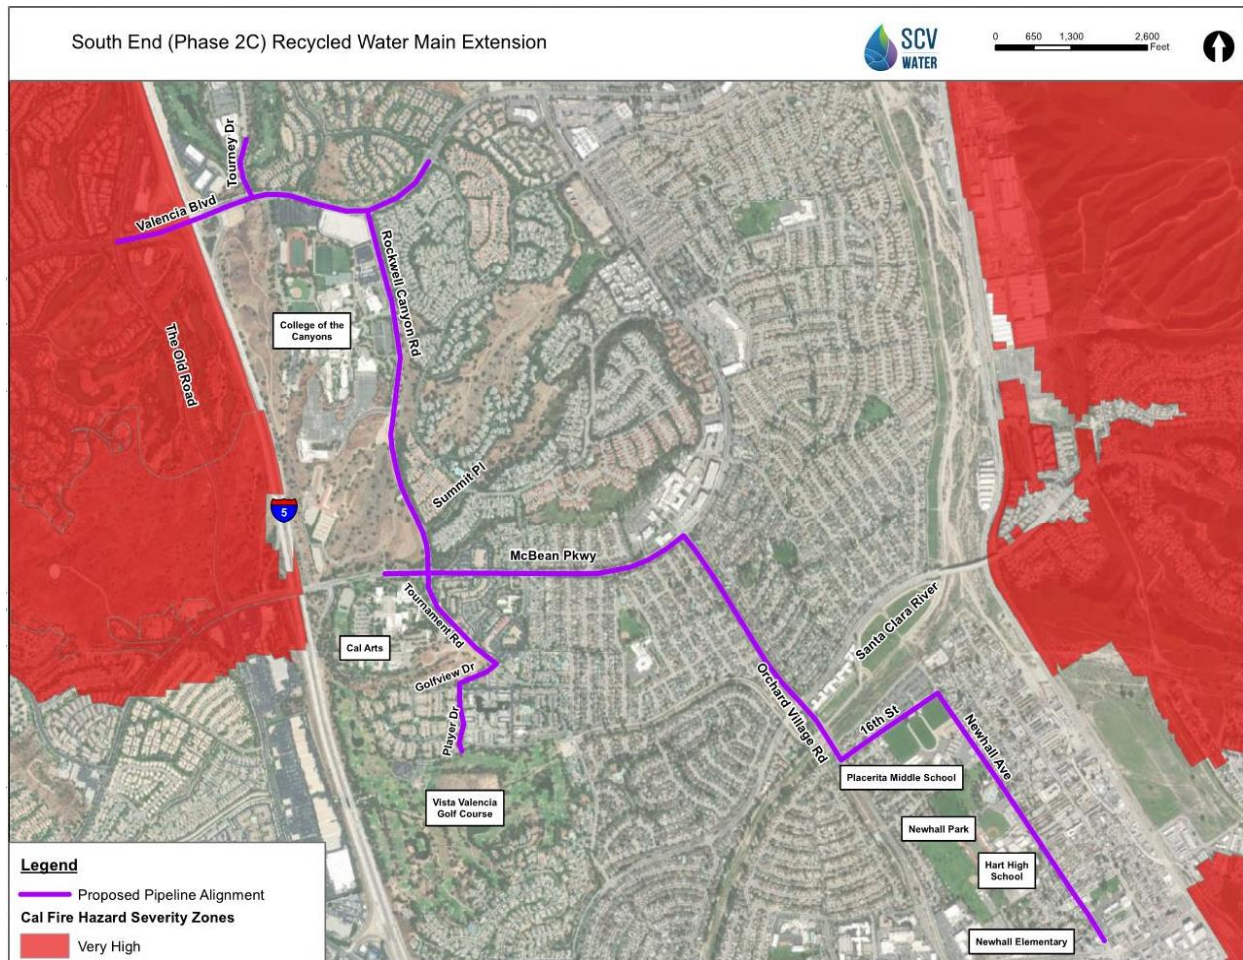 South End (Phase 2C) Recycled Water Main Extension
SCV
WATER
0 650 1,300 2,600
Feet
Tourney Dr
Valencia Blvd
Rockwell Canyon Rd
College of the
Canyons
The Old Road
Summit Pl
5
McBean Pkwy
Tournament Rd
Santa Clara River
Cal Arts
Golfview Dr
Orchard Village Rd
16th St
Newhall Ave
Player Dr
Placerita Middle School
Vista Valencia
Golf Course
Newhall Park
Hart High
School
Newhall Elementary
Legend
Proposed Pipeline Alignment
Cal Fire Hazard Severity Zones
Very High